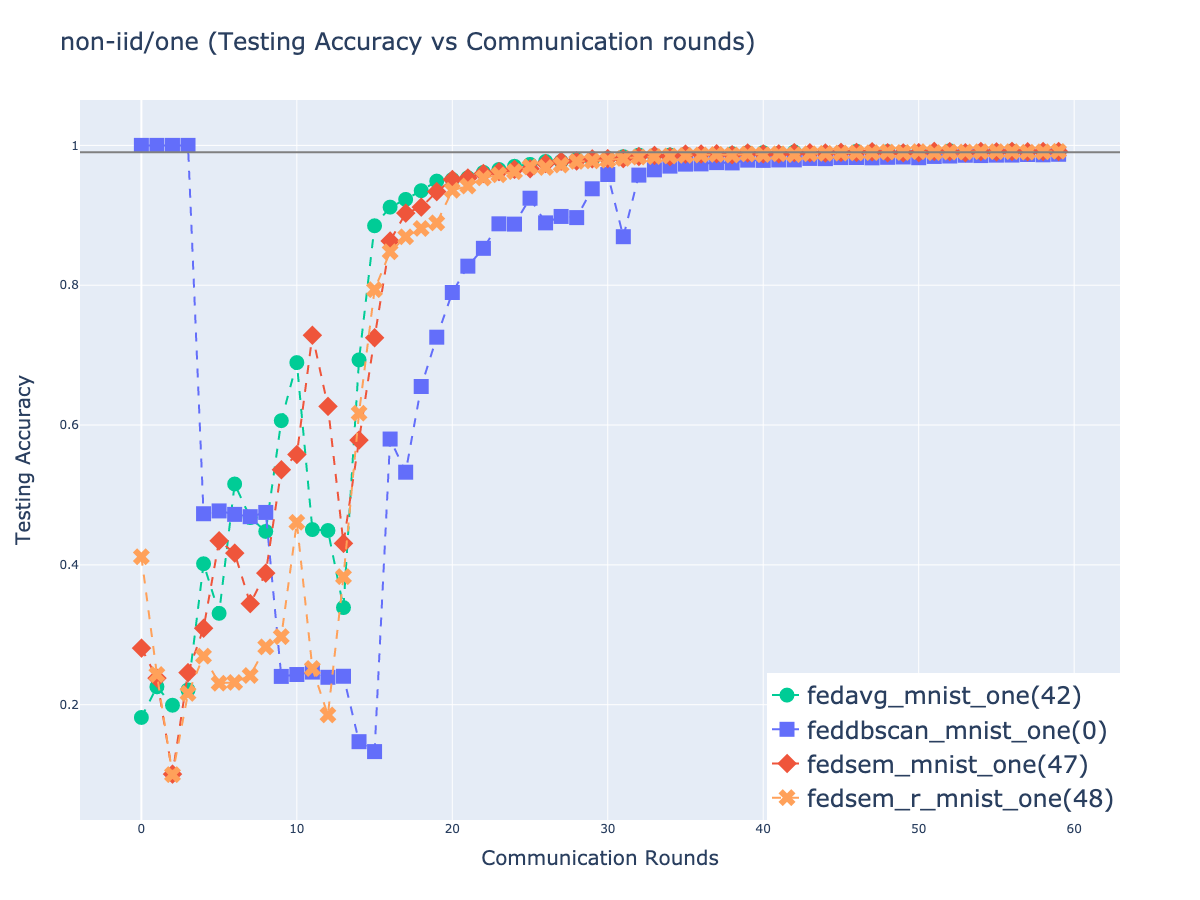 non-iid/one (Testing Accuracy vs Communication rounds)
Testing Accuracy
1
0.8
0.6
0.4
0.2
0
10
20
30
40
50
60
Communication Rounds
fedavg_mnist_one(42)
feddbscan_mnist_one(0)
fedsem_mnist_one(47)
fedsem_r_mnist_one(48)